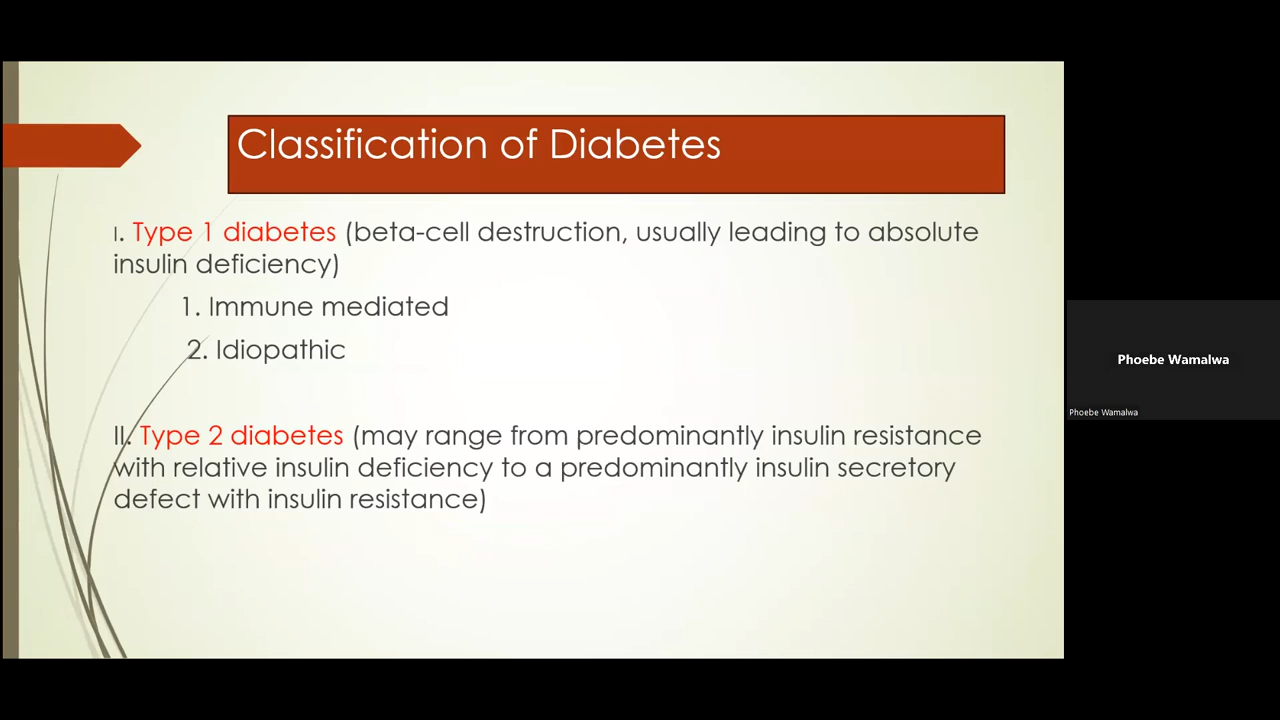 Classification of Diabetes
I. Type 1 diabetes (beta-cell destruction, usually leading to absolute
insulin deficiency)
1. Immune mediated
2. Idiopathic
II. Type 2 diabetes (may range from predominantly insulin resistance
with relative insulin deficiency to a predominantly insulin secretory
defect with insulin resistance)
Phoebe Wamalwa
Phoebe Wamalwa